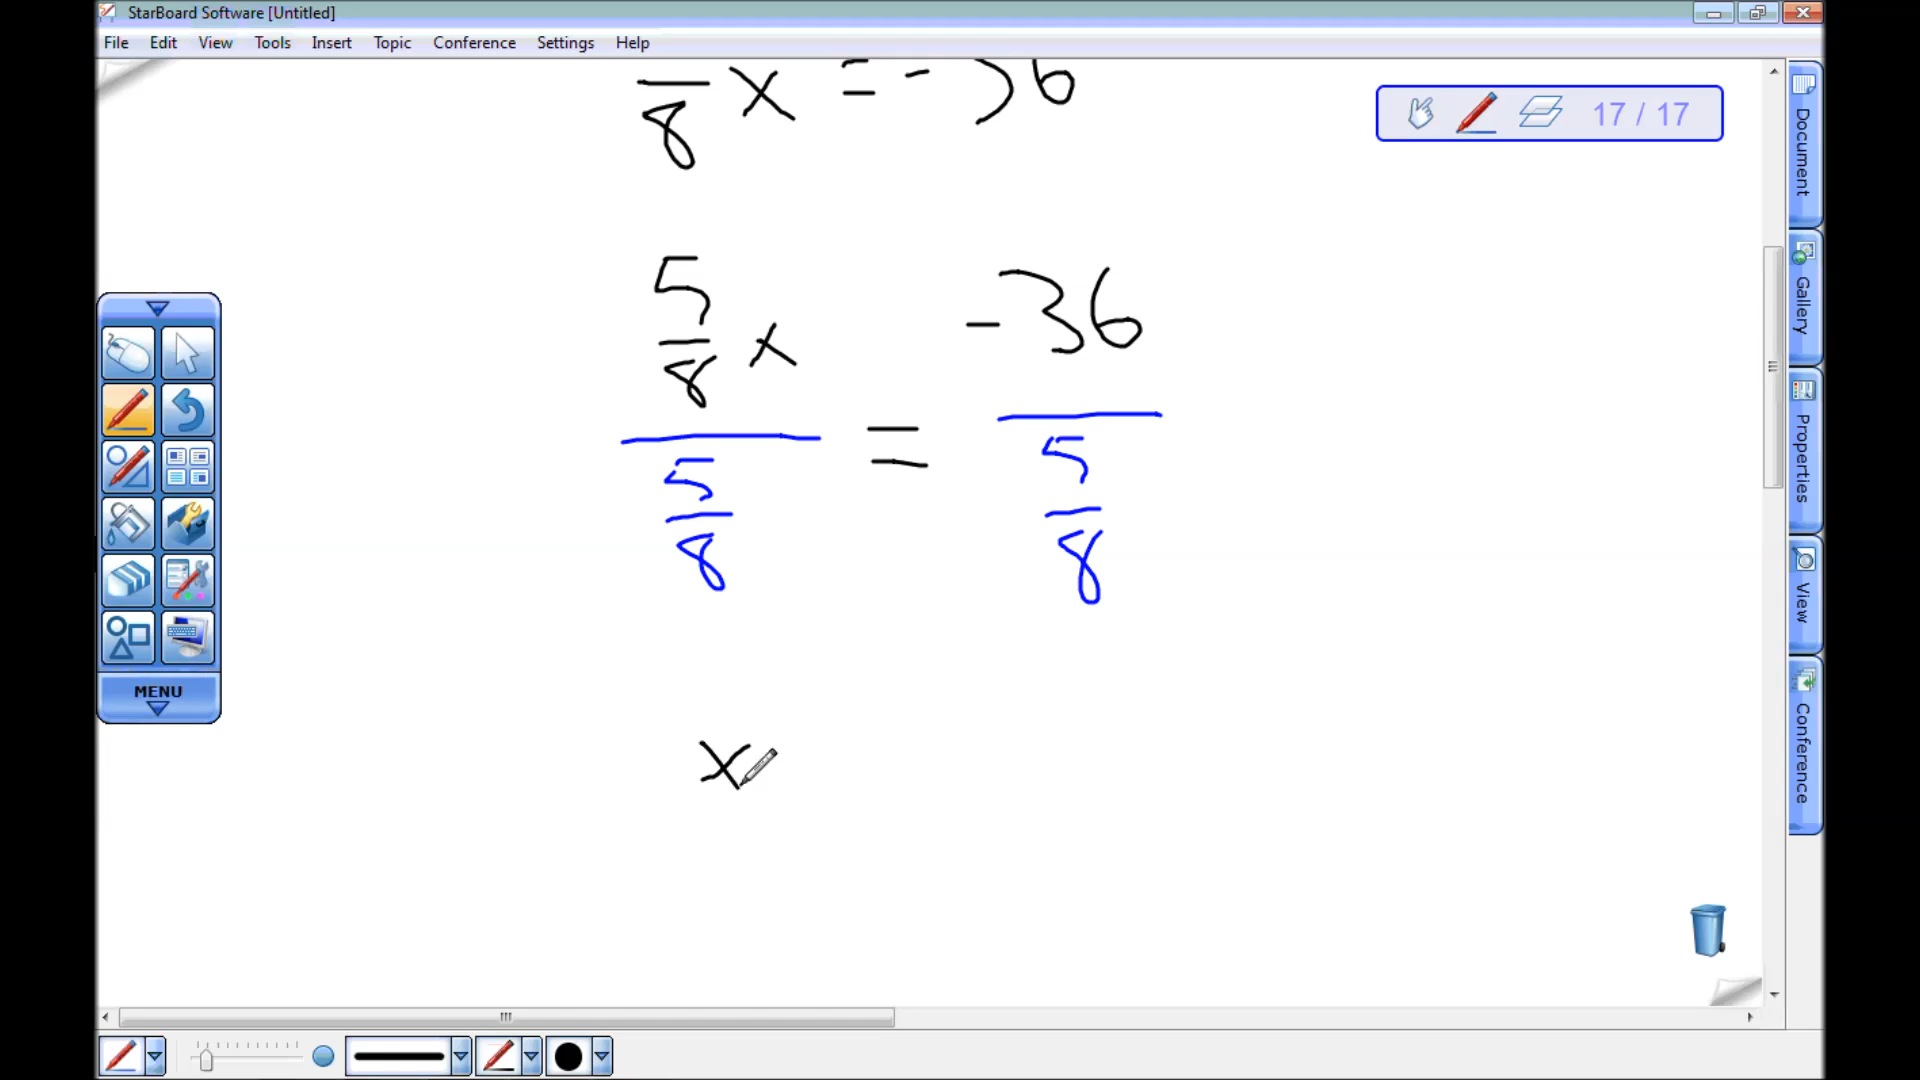 StarBoard Software [Untitled]
File Edit View Tools Insert Topic Conference Settings Help
8 x = - 36
17 / 17
5/8 x = -36
5/8 5/8
x
MENU
Document
Gallery
Properties
View
Conference